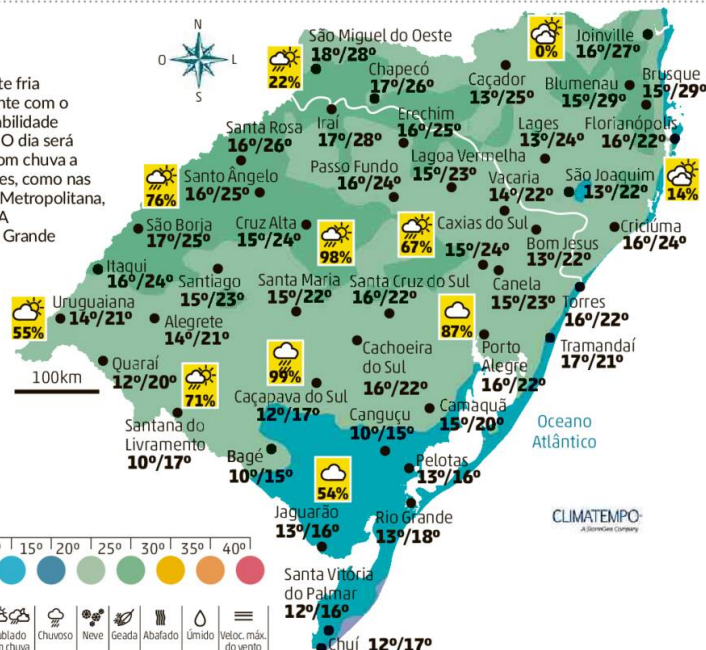 te fria
nte com o
abilidade
O dia será
om chuva a
es, como nas
Metropolitana,
A
Grande
N
O
L
S
São Miguel do Oeste
18º/28º
22%
Chapecó
17º/26º
0%
Joinville
16º/27º
Caçador
13º/25º
Blumenau
15º/29º
Brusque
15º/29º
Iraí
17º/28º
Erechim
16º/25º
Lages
13º/24º
Florianópolis
16º/22º
Santa Rosa
16º/26º
Passo Fundo
16º/24º
Lagoa Vermelha
15º/23º
Vacaria
14º/22º
São Joaquim
13º/22º
14%
76%
Santo Ângelo
16º/25º
São Borja
17º/25º
Cruz Alta
15º/24º
98%
67%
Caxias do Sul
15º/24º
Bom Jesus
13º/22º
Criciúma
16º/24º
Itaqui
16º/24º
Santiago
15º/23º
Santa Maria
15º/22º
Santa Cruz do Sul
16º/22º
Canela
15º/23º
Torres
16º/22º
55%
Uruguaiana
14º/21º
Alegrete
14º/21º
87%
Porto
Alegre
16º/22º
Tramandaí
17º/21º
Quaraí
12º/20º
100km
71%
99%
Cachoeira
do Sul
16º/22º
Caçapava do Sul
12º/17º
Canguçu
10º/15º
Camaquã
15º/20º
Oceano
Atlântico
Santana do
Livramento
10º/17º
Bagé
10º/15º
54%
Pelotas
13º/16º
Jaguarão
13º/16º
Rio Grande
13º/18º
CLIMATEMPO
A StormGeo Company
15º 20º 25º 30º 35º 40º
Santa Vitória
do Palmar
12º/16º
Chuí 12º/17º
ublado
m chuva
Chuvoso
Neve
Geada
Abafado
Úmido
Veloc. máx.
do vento